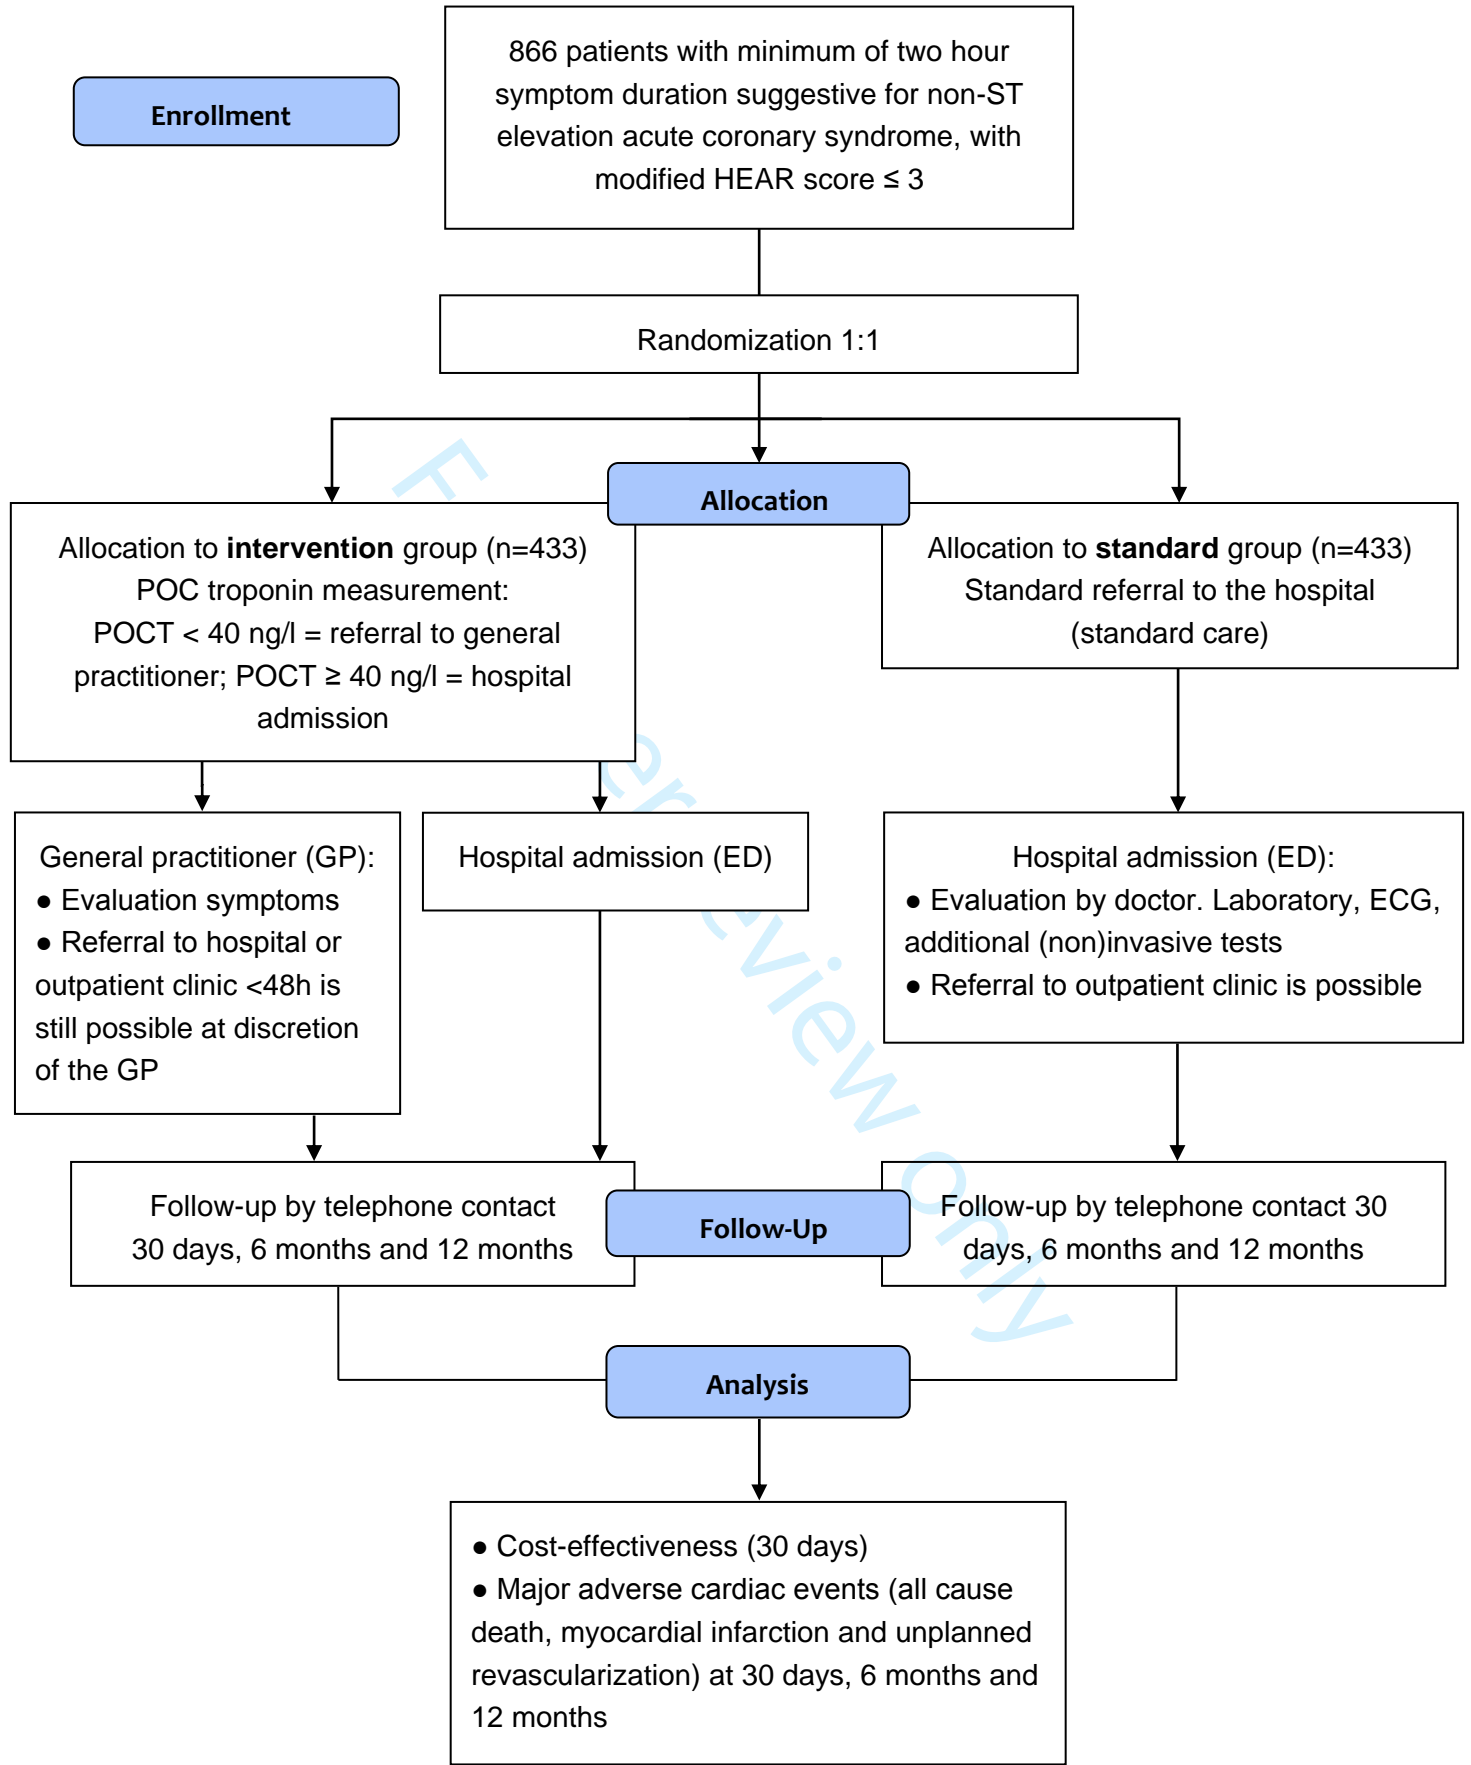 Enrollment
866 patients with minimum of two hour
symptom duration suggestive for non-ST
elevation acute coronary syndrome, with
modified HEAR score ≤ 3
Randomization 1:1
Allocation
Allocation to intervention group (n=433)
POC troponin measurement:
POCT < 40 ng/l = referral to general
practitioner; POCT ≥ 40 ng/l = hospital
admission
Allocation to standard group (n=433)
Standard referral to the hospital
(standard care)
General practitioner (GP):
● Evaluation symptoms
● Referral to hospital or
outpatient clinic <48h is
still possible at discretion
of the GP
Hospital admission (ED)
Hospital admission (ED):
● Evaluation by doctor. Laboratory, ECG,
additional (non)invasive tests
● Referral to outpatient clinic is possible
Follow-up by telephone contact
30 days, 6 months and 12 months
Follow-Up
Follow-up by telephone contact 30
days, 6 months and 12 months
Analysis
● Cost-effectiveness (30 days)
● Major adverse cardiac events (all cause
death, myocardial infarction and unplanned
revascularization) at 30 days, 6 months and
12 months